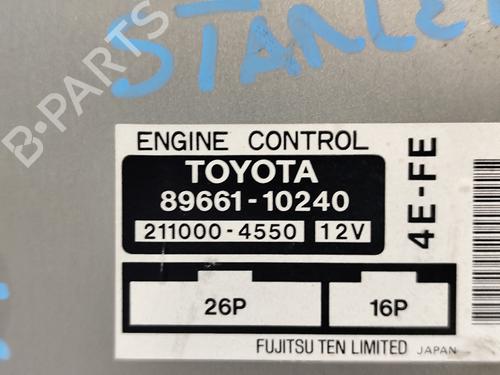 STARLET
B-PARTS
ENGINE CONTROL
TOYOTA
89661-10240
211000-4550 12V
4E-FE
26P 16P
FUJITSU TEN LIMITED JAPAN